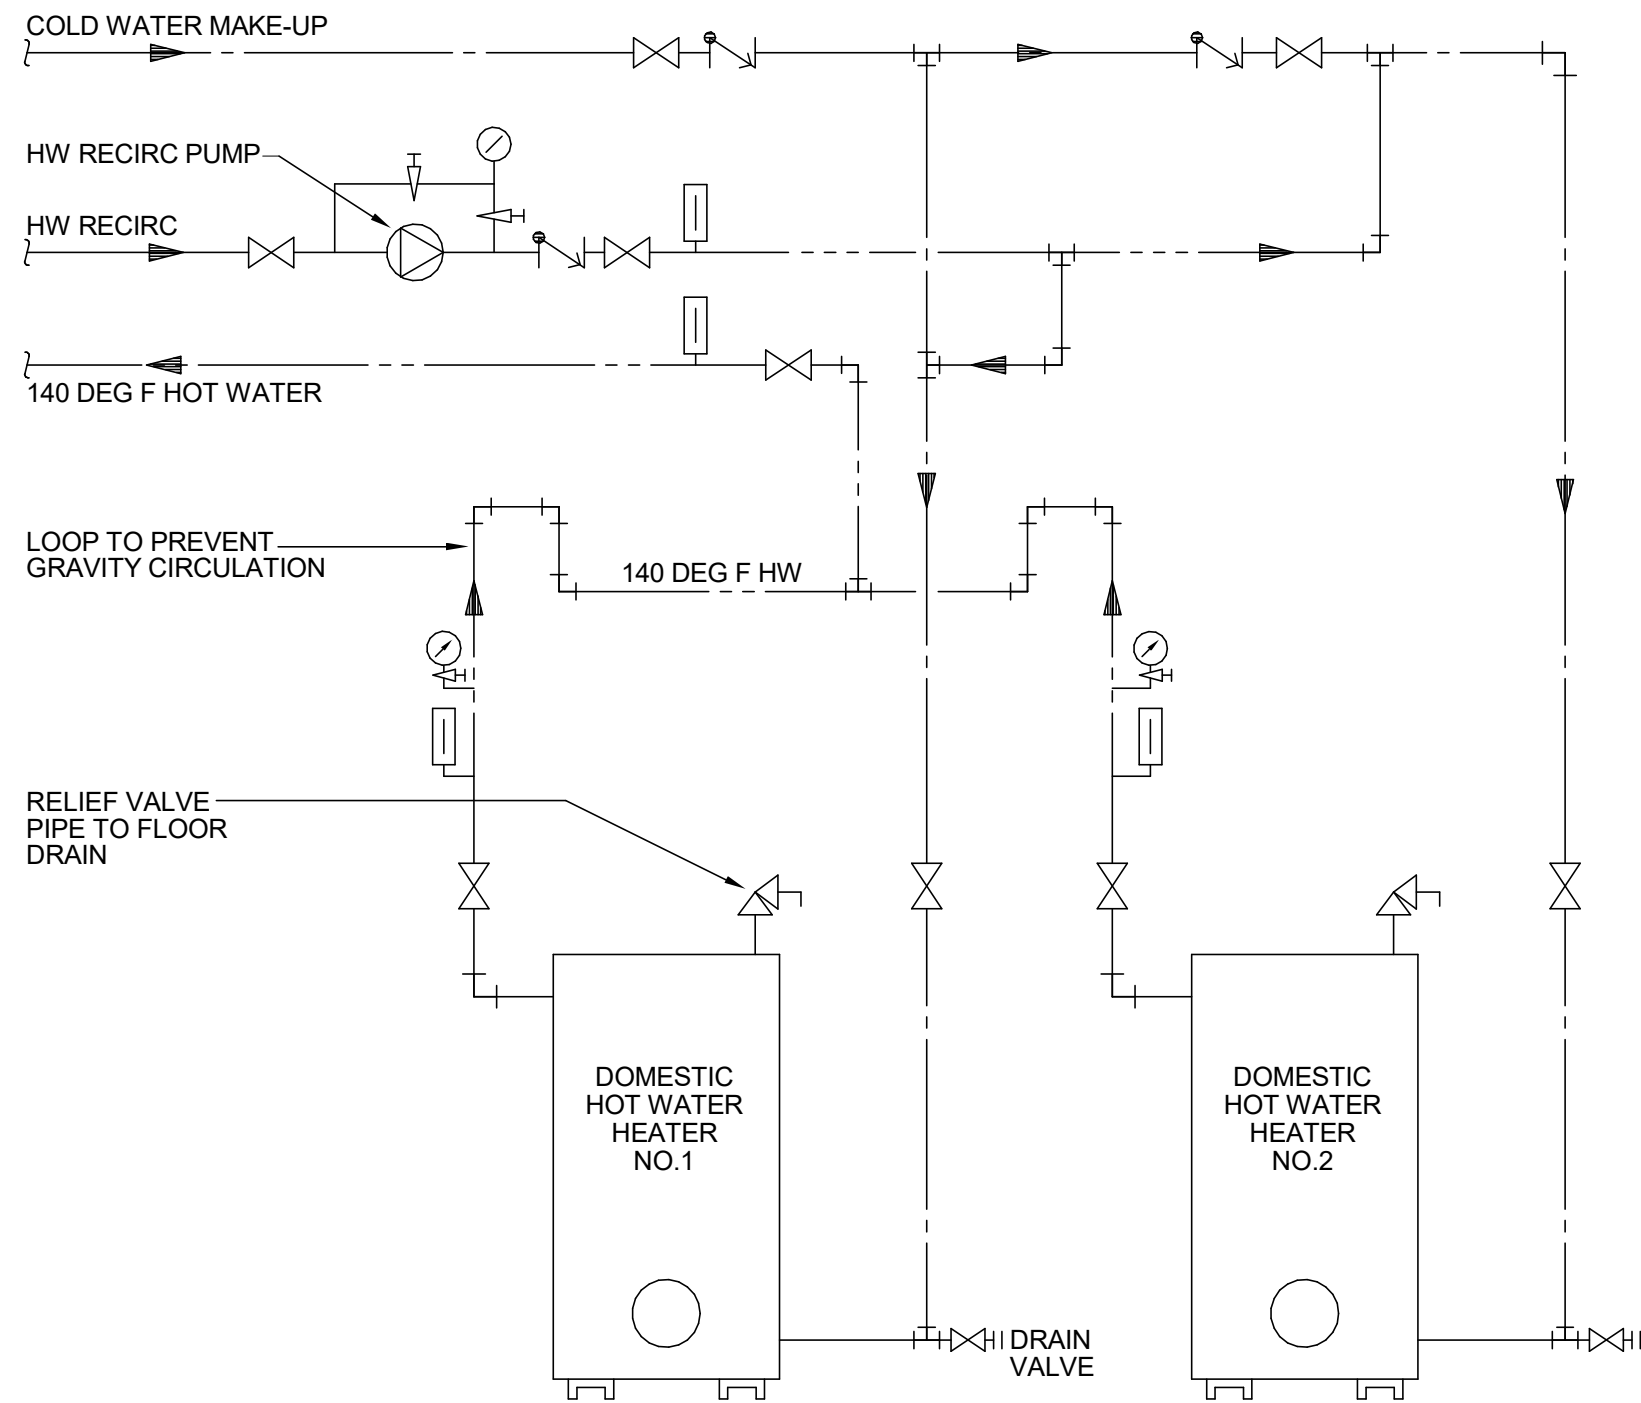 COLD WATER MAKE-UP
HW RECIRC PUMP
HW RECIRC
140 DEG F HOT WATER
LOOP TO PREVENT
GRAVITY CIRCULATION
140 DEG F HW
RELIEF VALVE
PIPE TO FLOOR
DRAIN
DOMESTIC
HOT WATER
HEATER
NO.1
DOMESTIC
HOT WATER
HEATER
NO.2
DRAIN
VALVE